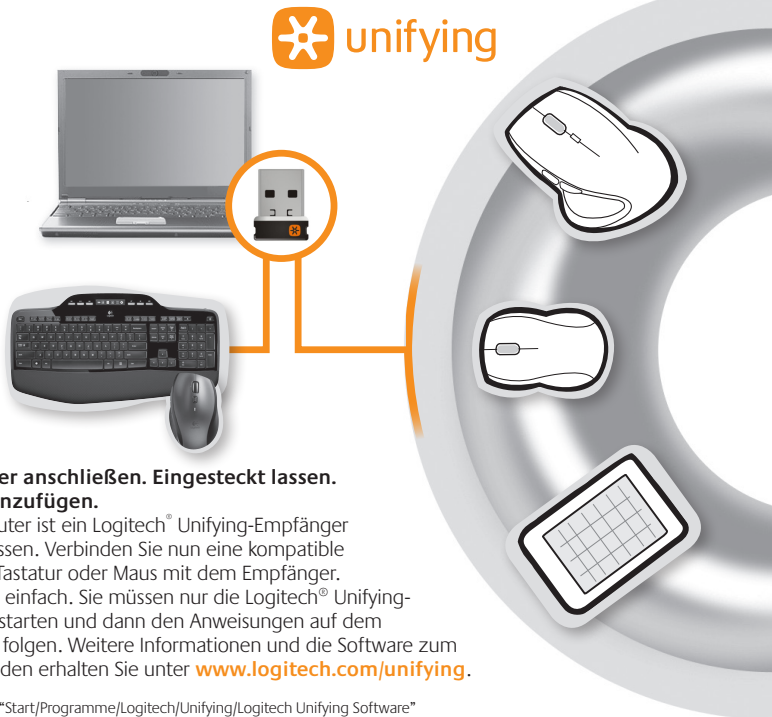 unifying
er anschließen. Eingesteckt lassen.
nzufügen.
uter ist ein Logitech® Unifying-Empfänger
ssen. Verbinden Sie nun eine kompatible
Tastatur oder Maus mit dem Empfänger.
einfach. Sie müssen nur die Logitech® Unifying-
starten und dann den Anweisungen auf dem
folgen. Weitere Informationen und die Software zum
den erhalten Sie unter www.logitech.com/unifying.
“Start/Programme/Logitech/Unifying/Logitech Unifying Software”